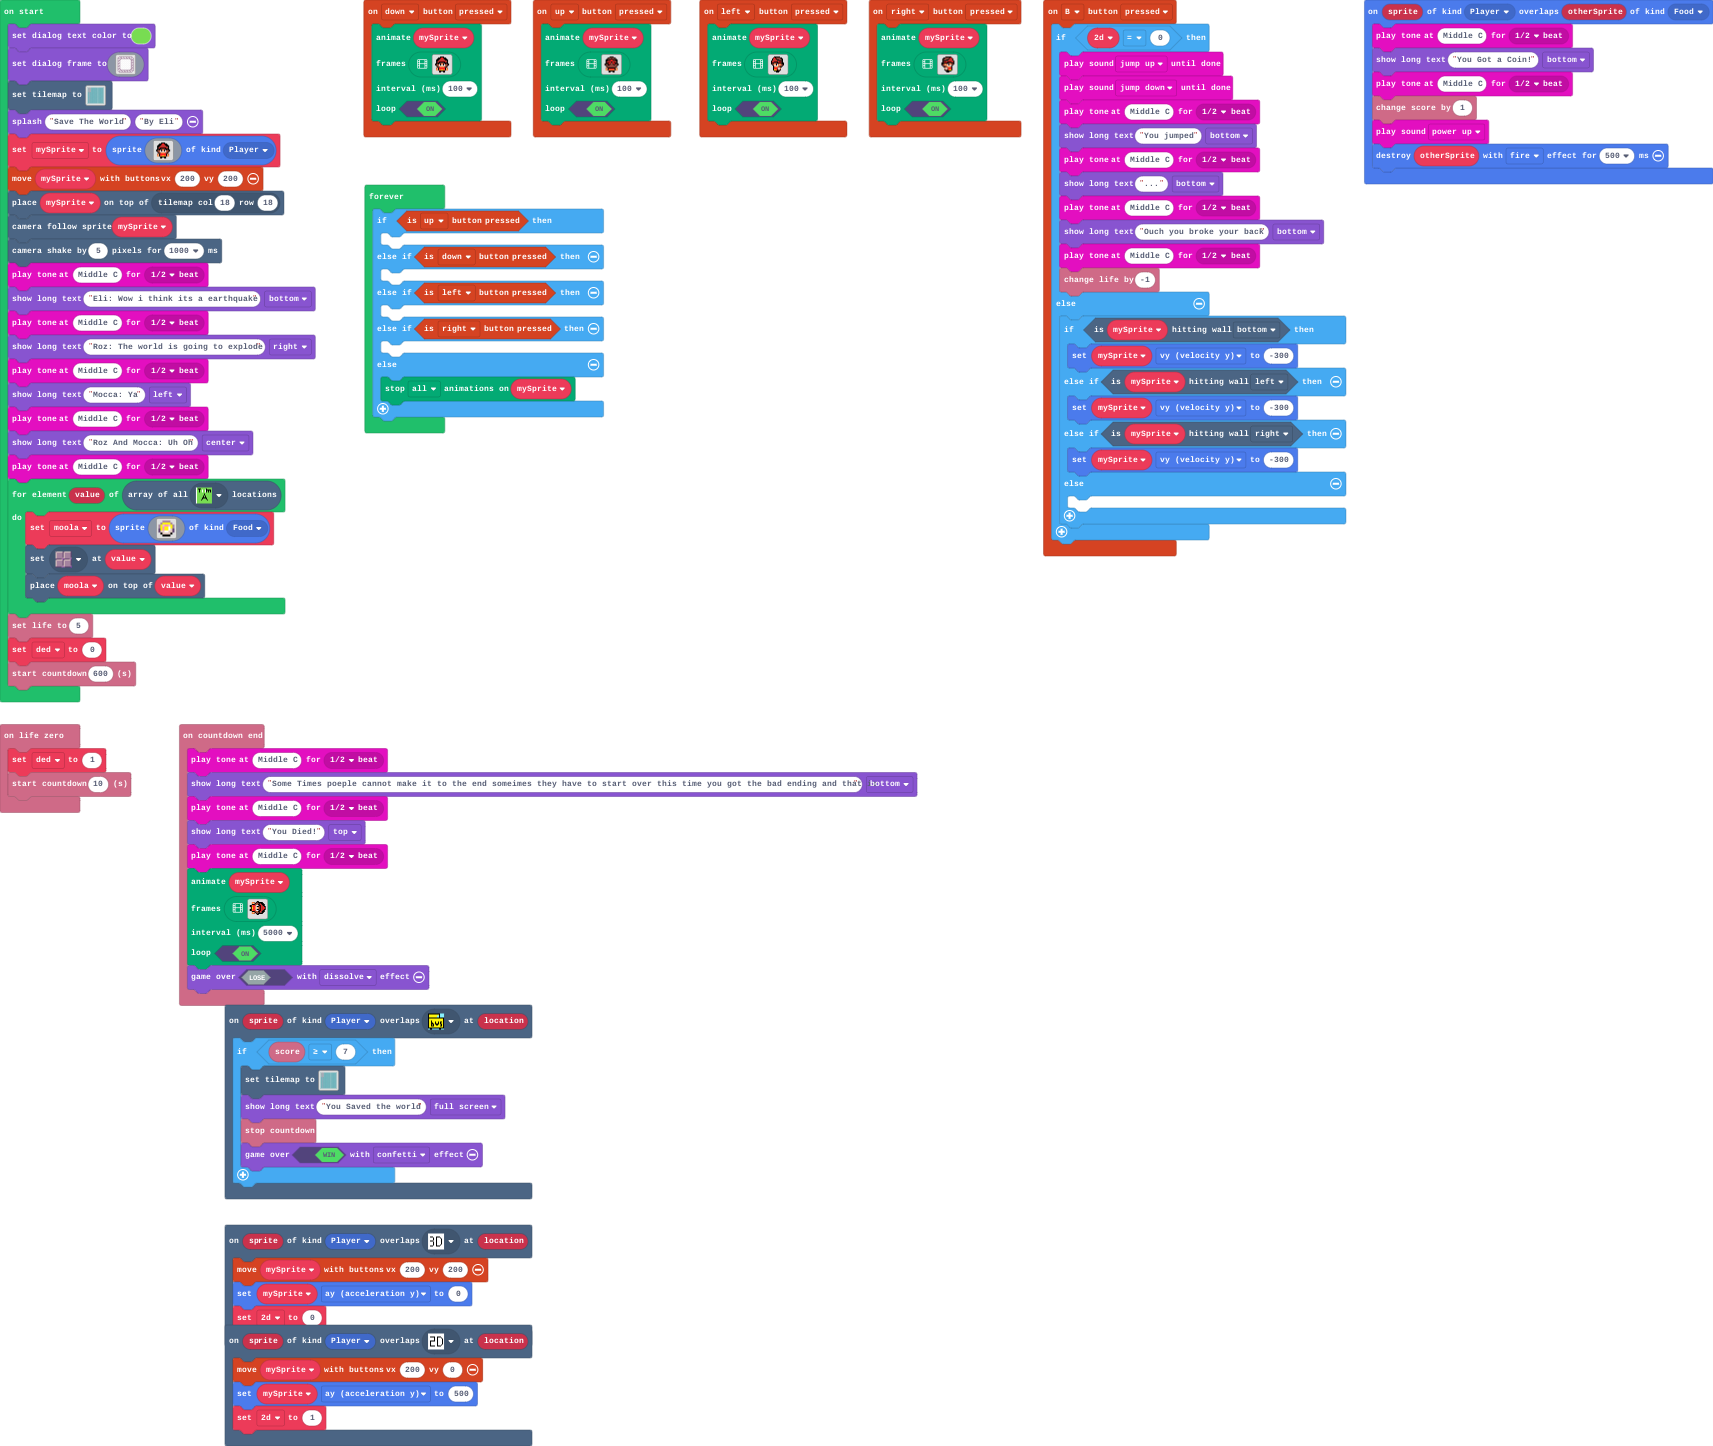 on start
set dialog text color to
set dialog frame to
set tilemap to
splash "Save The World" "By Eli"
set mySprite to sprite of kind Player
move mySprite with buttons vx 200 vy 200
place mySprite on top of tilemap col 18 row 18
camera follow sprite mySprite
camera shake by 5 pixels for 1000 ms
play tone at Middle C for 1/2 beat
show long text "Eli: Wow i think its a earthquake" bottom
play tone at Middle C for 1/2 beat
show long text "Roz: The world is going to explode" right
play tone at Middle C for 1/2 beat
show long text "Mocca: Ya" left
play tone at Middle C for 1/2 beat
show long text "Roz And Mocca: Uh Oh" center
play tone at Middle C for 1/2 beat
for element value of array of all locations
do
set moola to sprite of kind Food
set at value
place moola on top of value
set life to 5
set ded to 0
start countdown 600 (s)
on down button pressed
animate mySprite
frames
interval (ms) 100
loop ON
on up button pressed
animate mySprite
frames
interval (ms) 100
loop ON
on left button pressed
animate mySprite
frames
interval (ms) 100
loop ON
on right button pressed
animate mySprite
frames
interval (ms) 100
loop ON
forever
if is up button pressed then
else if is down button pressed then
else if is left button pressed then
else if is right button pressed then
else
stop all animations on mySprite
on B button pressed
if 2d = 0 then
play sound jump up until done
play sound jump down until done
play tone at Middle C for 1/2 beat
show long text "You jumped" bottom
play tone at Middle C for 1/2 beat
show long text "..." bottom
play tone at Middle C for 1/2 beat
show long text "Ouch you broke your back" bottom
play tone at Middle C for 1/2 beat
change life by -1
else
if is mySprite hitting wall bottom then
set mySprite vy (velocity y) to -300
else if is mySprite hitting wall left then
set mySprite vy (velocity y) to -300
else if is mySprite hitting wall right then
set mySprite vy (velocity y) to -300
else
on sprite of kind Player overlaps otherSprite of kind Food
play tone at Middle C for 1/2 beat
show long text "You Got a Coin!" bottom
play tone at Middle C for 1/2 beat
change score by 1
play sound power up
destroy otherSprite with fire effect for 500 ms
on life zero
set ded to 1
start countdown 10 (s)
on countdown end
play tone at Middle C for 1/2 beat
show long text "Some Times poeple cannot make it to the end someimes they have to start over this time you got the bad ending and that bottom
play tone at Middle C for 1/2 beat
show long text "You Died!" top
play tone at Middle C for 1/2 beat
animate mySprite
frames
interval (ms) 5000
loop ON
game over LOSE with dissolve effect
on sprite of kind Player overlaps at location
if score ≥ 7 then
set tilemap to
show long text "You Saved the world" full screen
stop countdown
game over WIN with confetti effect
on sprite of kind Player overlaps 3D at location
move mySprite with buttons vx 200 vy 200
set mySprite ay (acceleration y) to 0
set 2d to 0
on sprite of kind Player overlaps 2D at location
move mySprite with buttons vx 200 vy 0
set mySprite ay (acceleration y) to 500
set 2d to 1